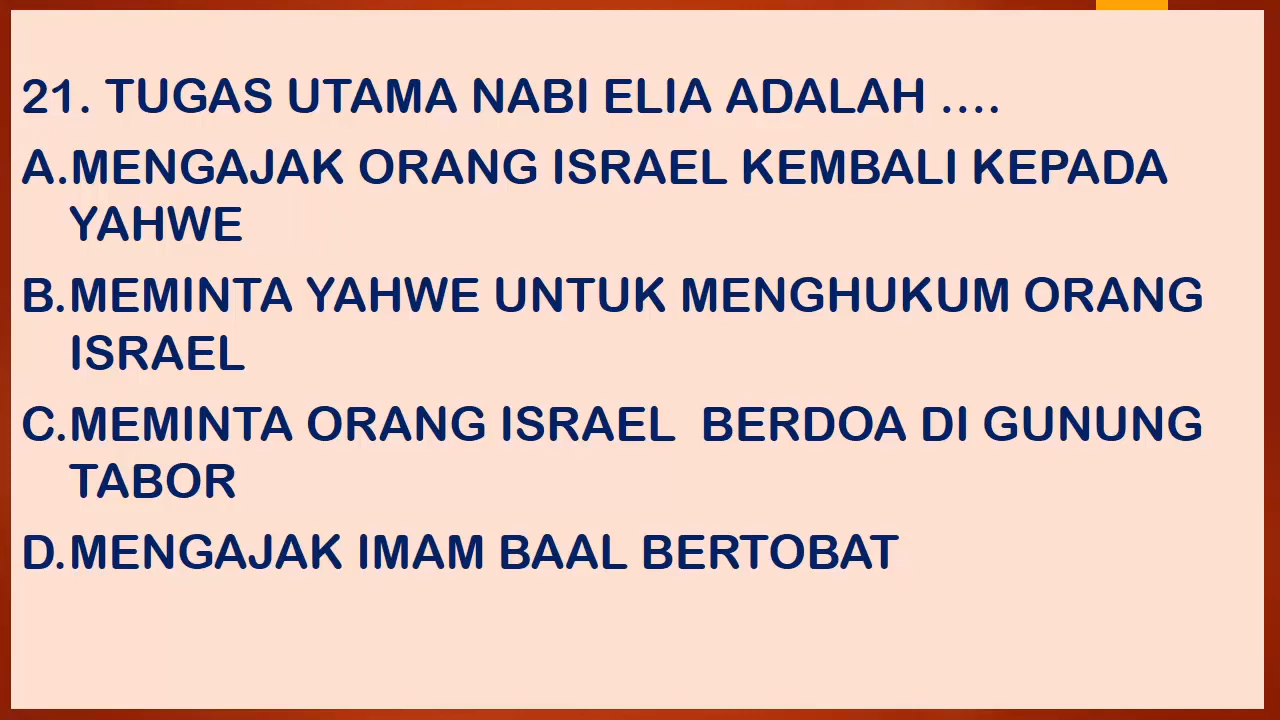 21. TUGAS UTAMA NABI ELIA ADALAH ....
A.MENGAJAK ORANG ISRAEL KEMBALI KEPADA
YAHWE
B.MEMINTA YAHWE UNTUK MENGHUKUM ORANG
ISRAEL
C.MEMINTA ORANG ISRAEL  BERDOA DI GUNUNG
TABOR
D.MENGAJAK IMAM BAAL BERTOBAT